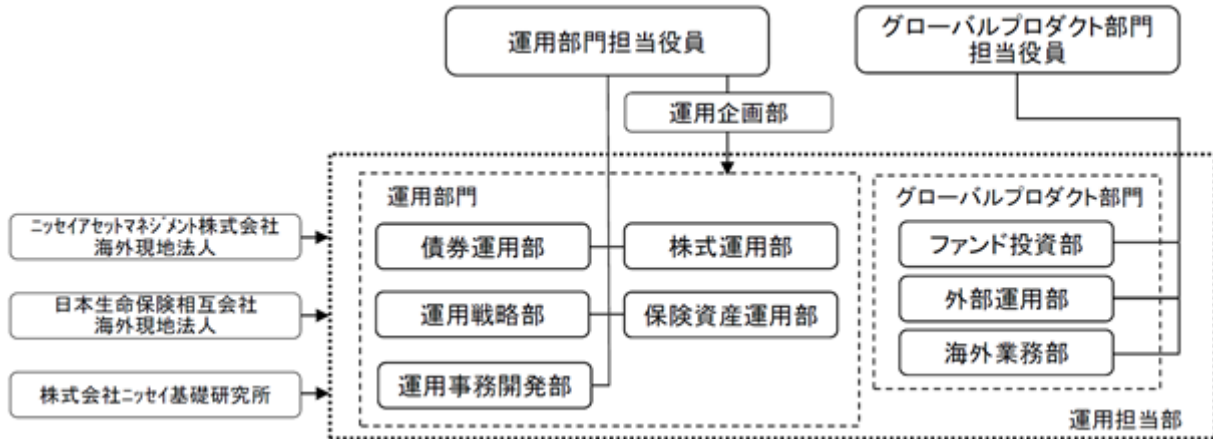 運用部門担当役員
グローバルプロダクト部門
担当役員
運用企画部
運用部門
グローバルプロダクト部門
ニッセイアセットマネジメント株式会社
海外現地法人
債券運用部
株式運用部
ファンド投資部
日本生命保険相互会社
海外現地法人
運用戦略部
保険資産運用部
外部運用部
海外業務部
株式会社ニッセイ基礎研究所
運用事務開発部
運用担当部